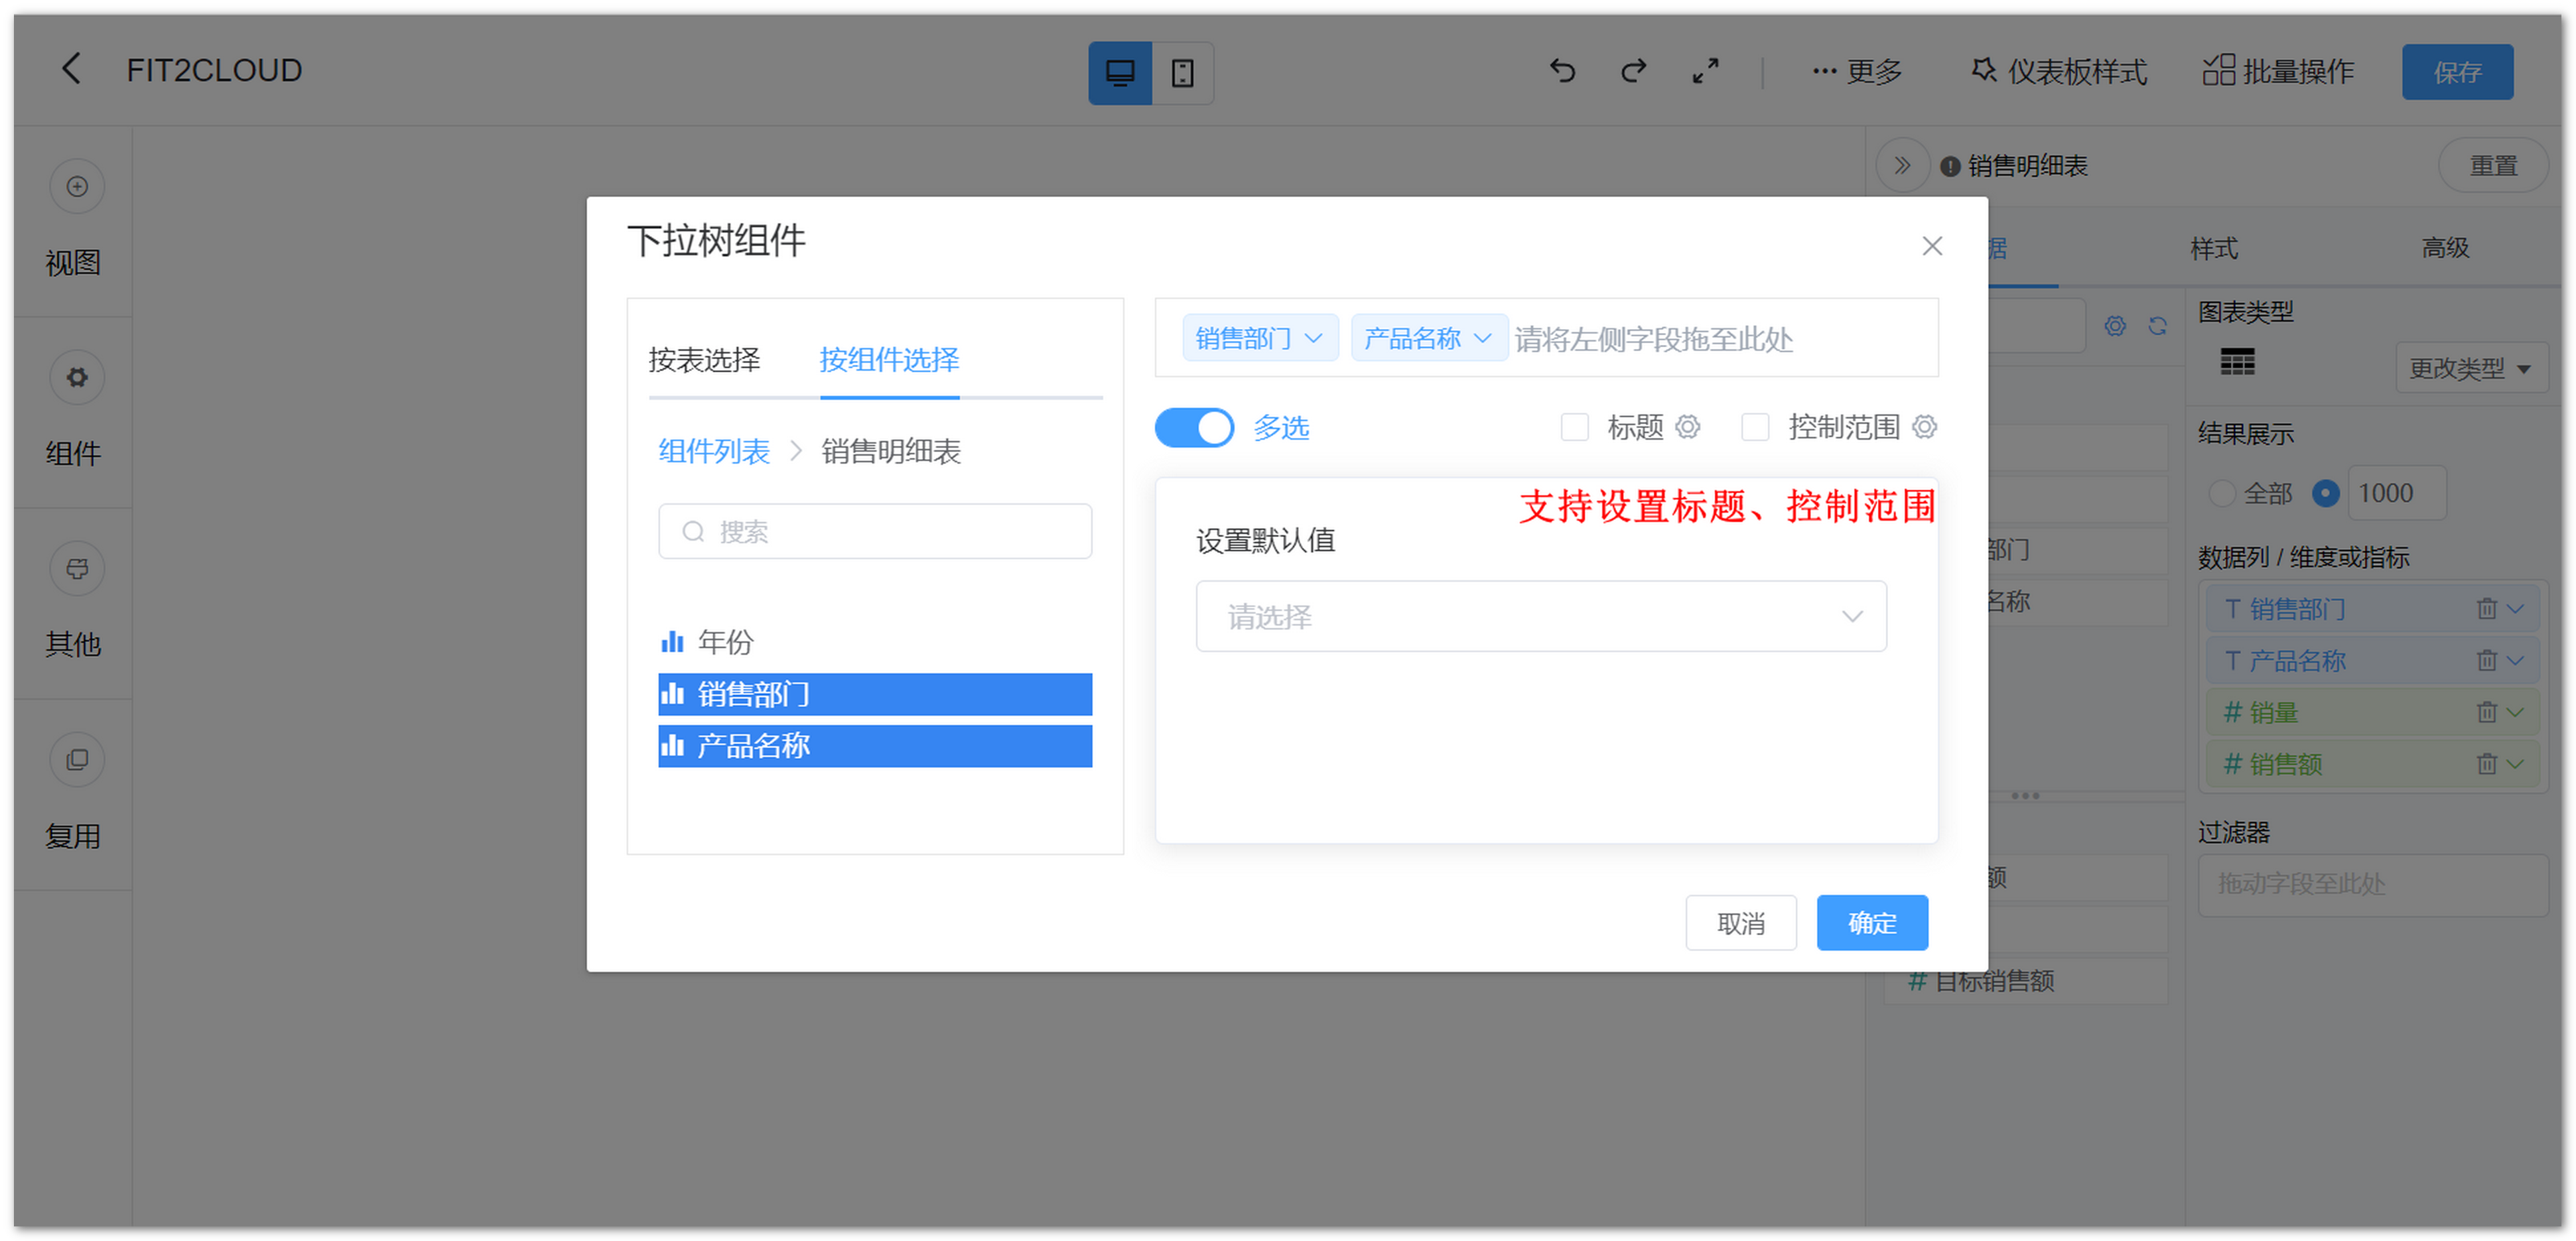 FIT2CLOUD
更多
仪表板样式
批量操作
保存
视图
组件
其他
复用
销售明细表
重置
据
样式
高级
下拉树组件
按表选择
按组件选择
组件列表
销售明细表
搜索
年份
销售部门
产品名称
销售部门
产品名称
请将左侧字段拖至此处
多选
标题
控制范围
支持设置标题、控制范围
设置默认值
请选择
取消
确定
部门
名称
额
# 目标销售额
图表类型
更改类型
结果展示
全部
1000
数据列 / 维度或指标
T 销售部门
T 产品名称
# 销量
# 销售额
过滤器
拖动字段至此处